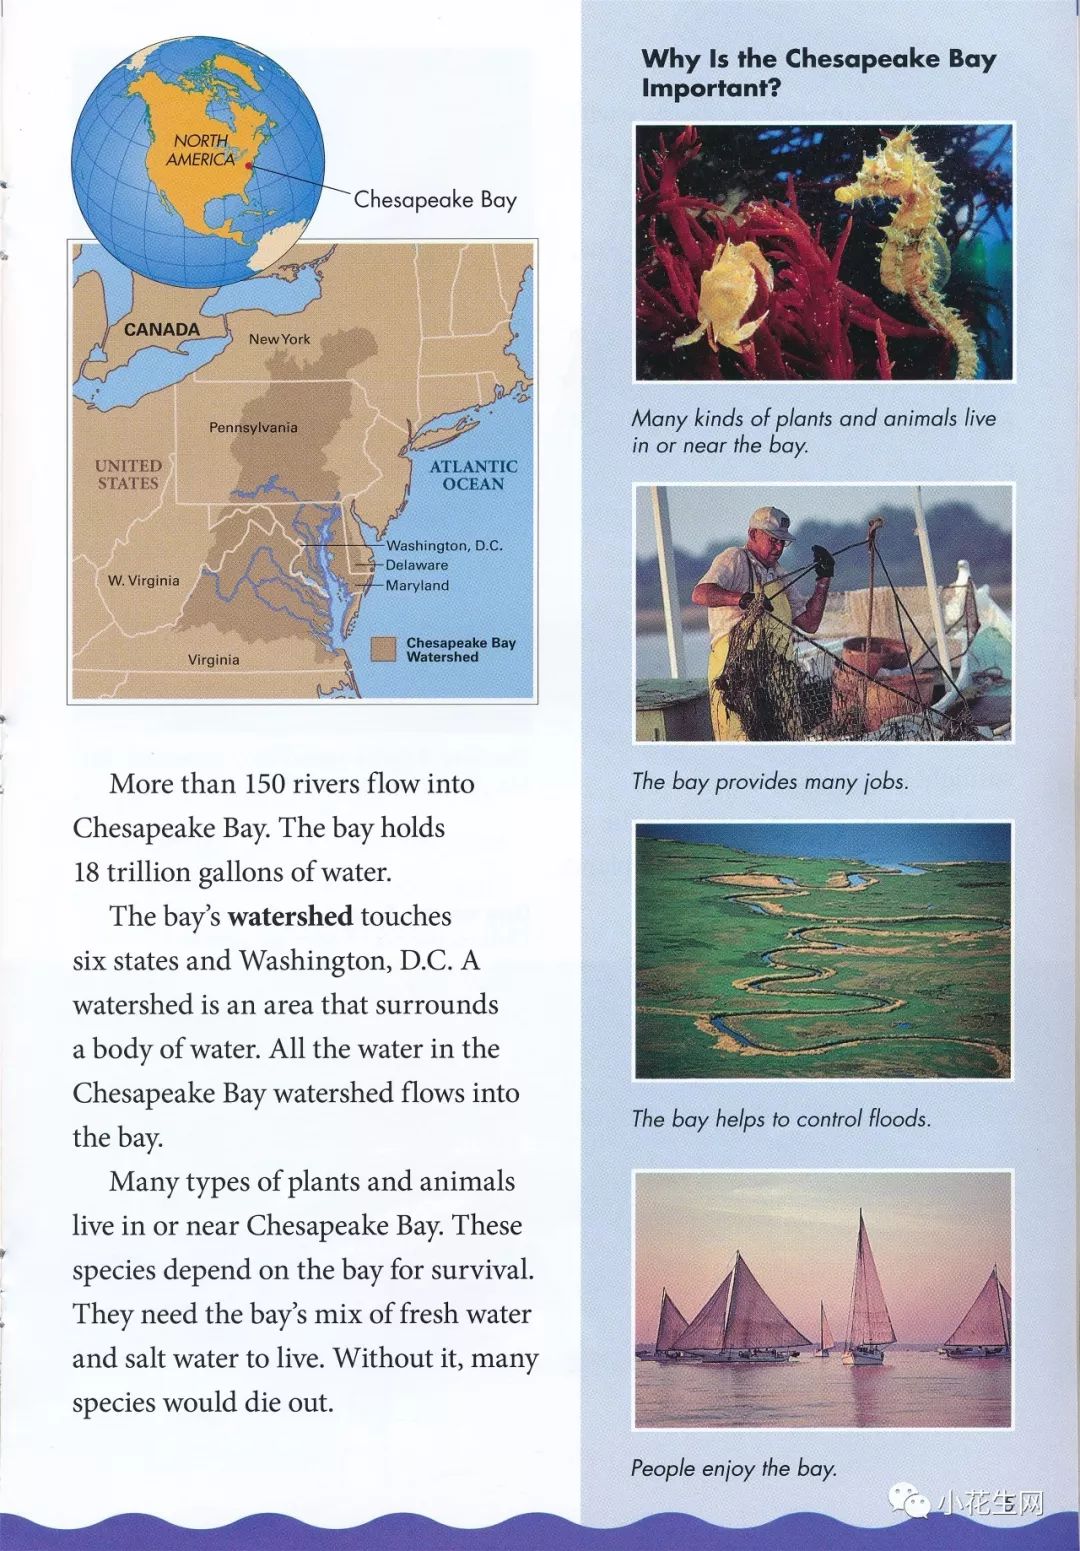 NORTH
AMERICA
Chesapeake Bay
CANADA
New York
Pennsylvania
UNITED
STATES
ATLANTIC
OCEAN
Washington, D.C.
Delaware
Maryland
W. Virginia
Virginia
Chesapeake Bay
Watershed
More than 150 rivers flow into
Chesapeake Bay. The bay holds
18 trillion gallons of water.
The bay's watershed touches
six states and Washington, D.C. A
watershed is an area that surrounds
a body of water. All the water in the
Chesapeake Bay watershed flows into
the bay.
Many types of plants and animals
live in or near Chesapeake Bay. These
species depend on the bay for survival.
They need the bay's mix of fresh water
and salt water to live. Without it, many
species would die out.
Why Is the Chesapeake Bay
Important?
Many kinds of plants and animals live
in or near the bay.
The bay provides many jobs.
The bay helps to control floods.
People enjoy the bay.
小花生网
5